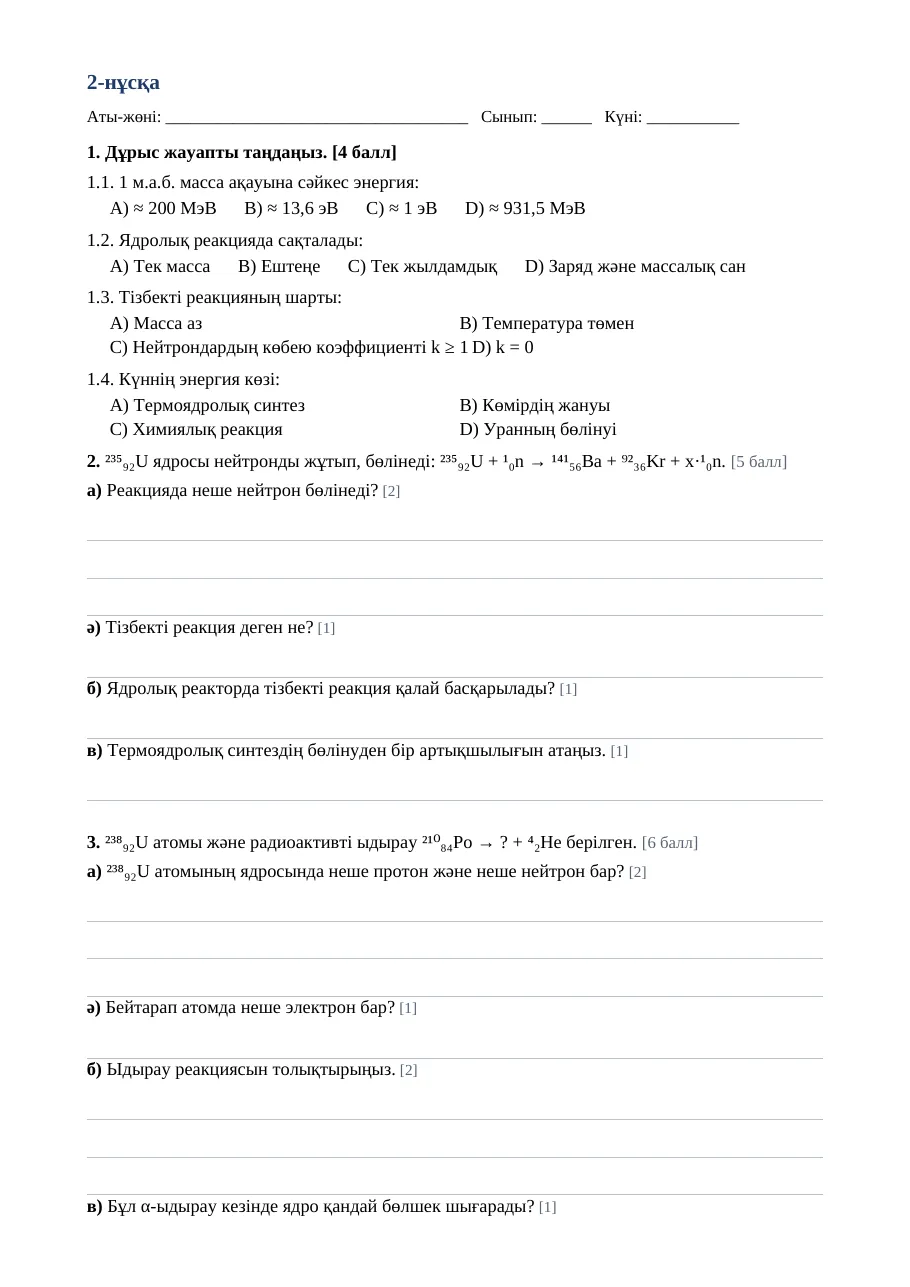 2-нұсқа
Аты-жөні: ____________________________________ Сынып: ______ Күні: ___________
1. Дұрыс жауапты таңдаңыз. [4 балл]
1.1. 1 м.а.б. масса ақауына сәйкес энергия:
A) ≈ 200 МэВ B) ≈ 13,6 эВ C) ≈ 1 эВ D) ≈ 931,5 МэВ
1.2. Ядролық реакцияда сақталады:
A) Тек масса B) Ештеңе C) Тек жылдамдық D) Заряд және массалық сан
1.3. Тізбекті реакцияның шарты:
A) Масса аз B) Температура төмен
C) Нейтрондардың көбею коэффициенті k ≥ 1 D) k = 0
1.4. Күннің энергия көзі:
A) Термоядролық синтез B) Көмірдің жануы
C) Химиялық реакция D) Уранның бөлінуі
2. ²³⁵₉₂U ядросы нейтронды жұтып, бөлінеді: ²³⁵₉₂U + ¹₀n → ¹⁴¹₅₆Ba + ⁹²₃₆Kr + x·¹₀n. [5 балл]
а) Реакцияда неше нейтрон бөлінеді? [2]
ә) Тізбекті реакция деген не? [1]
б) Ядролық реакторда тізбекті реакция қалай басқарылады? [1]
в) Термоядролық синтездің бөлінуден бір артықшылығын атаңыз. [1]
3. ²³⁸₉₂U атомы және радиоактивті ыдырау ²¹⁰₈₄Po → ? + ⁴₂He берілген. [6 балл]
а) ²³⁸₉₂U атомының ядросында неше протон және неше нейтрон бар? [2]
ә) Бейтарап атомда неше электрон бар? [1]
б) Ыдырау реакциясын толықтырыңыз. [2]
в) Бұл α-ыдырау кезінде ядро қандай бөлшек шығарады? [1]